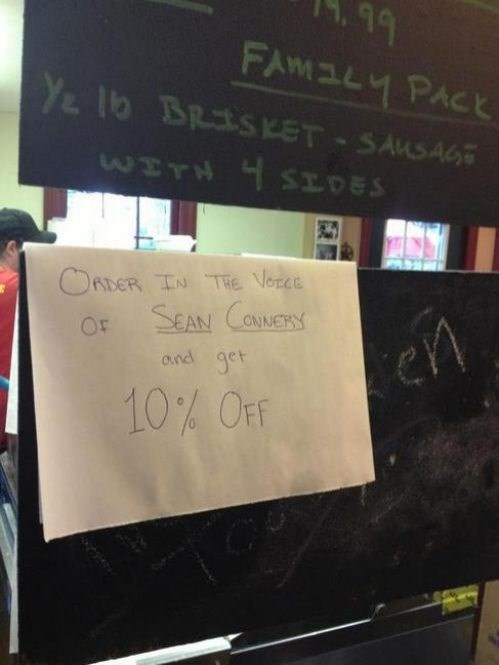 19.99
FAMILY PACK
1/2 lb BRISKET - SAUSAGE
WITH 4 SIDES
ORDER IN THE VOICE
OF SEAN CONNERY
and get
10% OFF
en